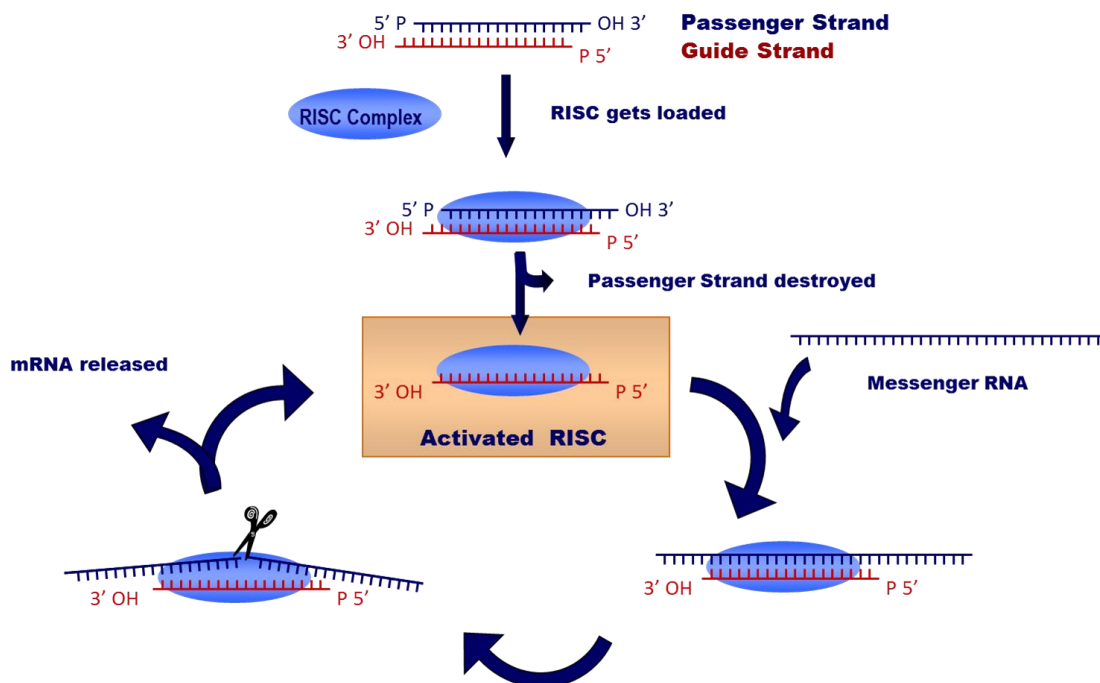 5’ P OH 3’ Passenger Strand
3’ OH P 5’ Guide Strand
RISC Complex
RISC gets loaded
5’ P OH 3’
3’ OH P 5’
Passenger Strand destroyed
mRNA released
3’ OH P 5’
Activated RISC
Messenger RNA
3’ OH P 5’
3’ OH P 5’